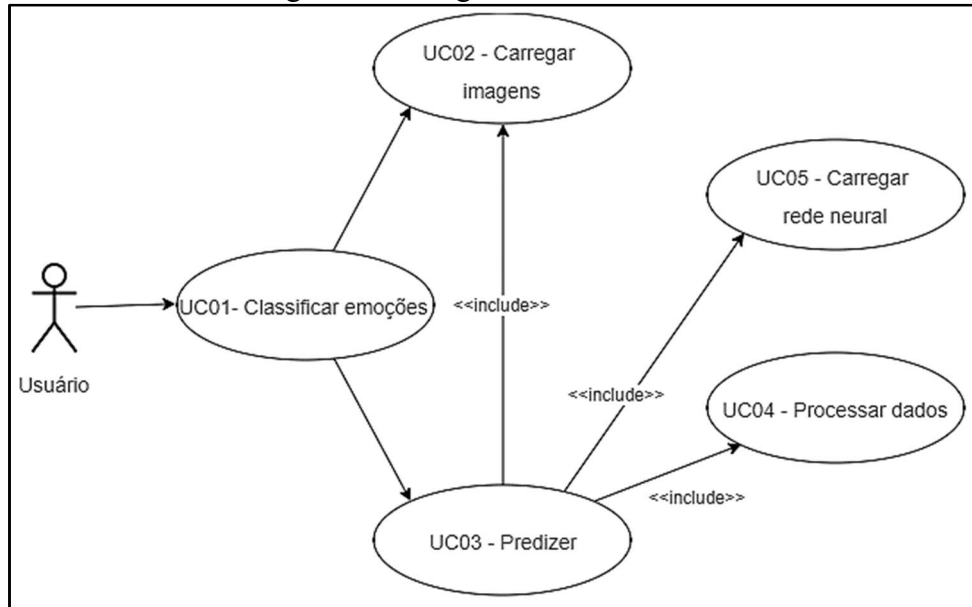 UC02 - Carregar
imagens
UC05 - Carregar
rede neural
UC01- Classificar emoções
<<include>>
Usuário
<<include>>
UC04 - Processar dados
<<include>>
UC03 - Predizer